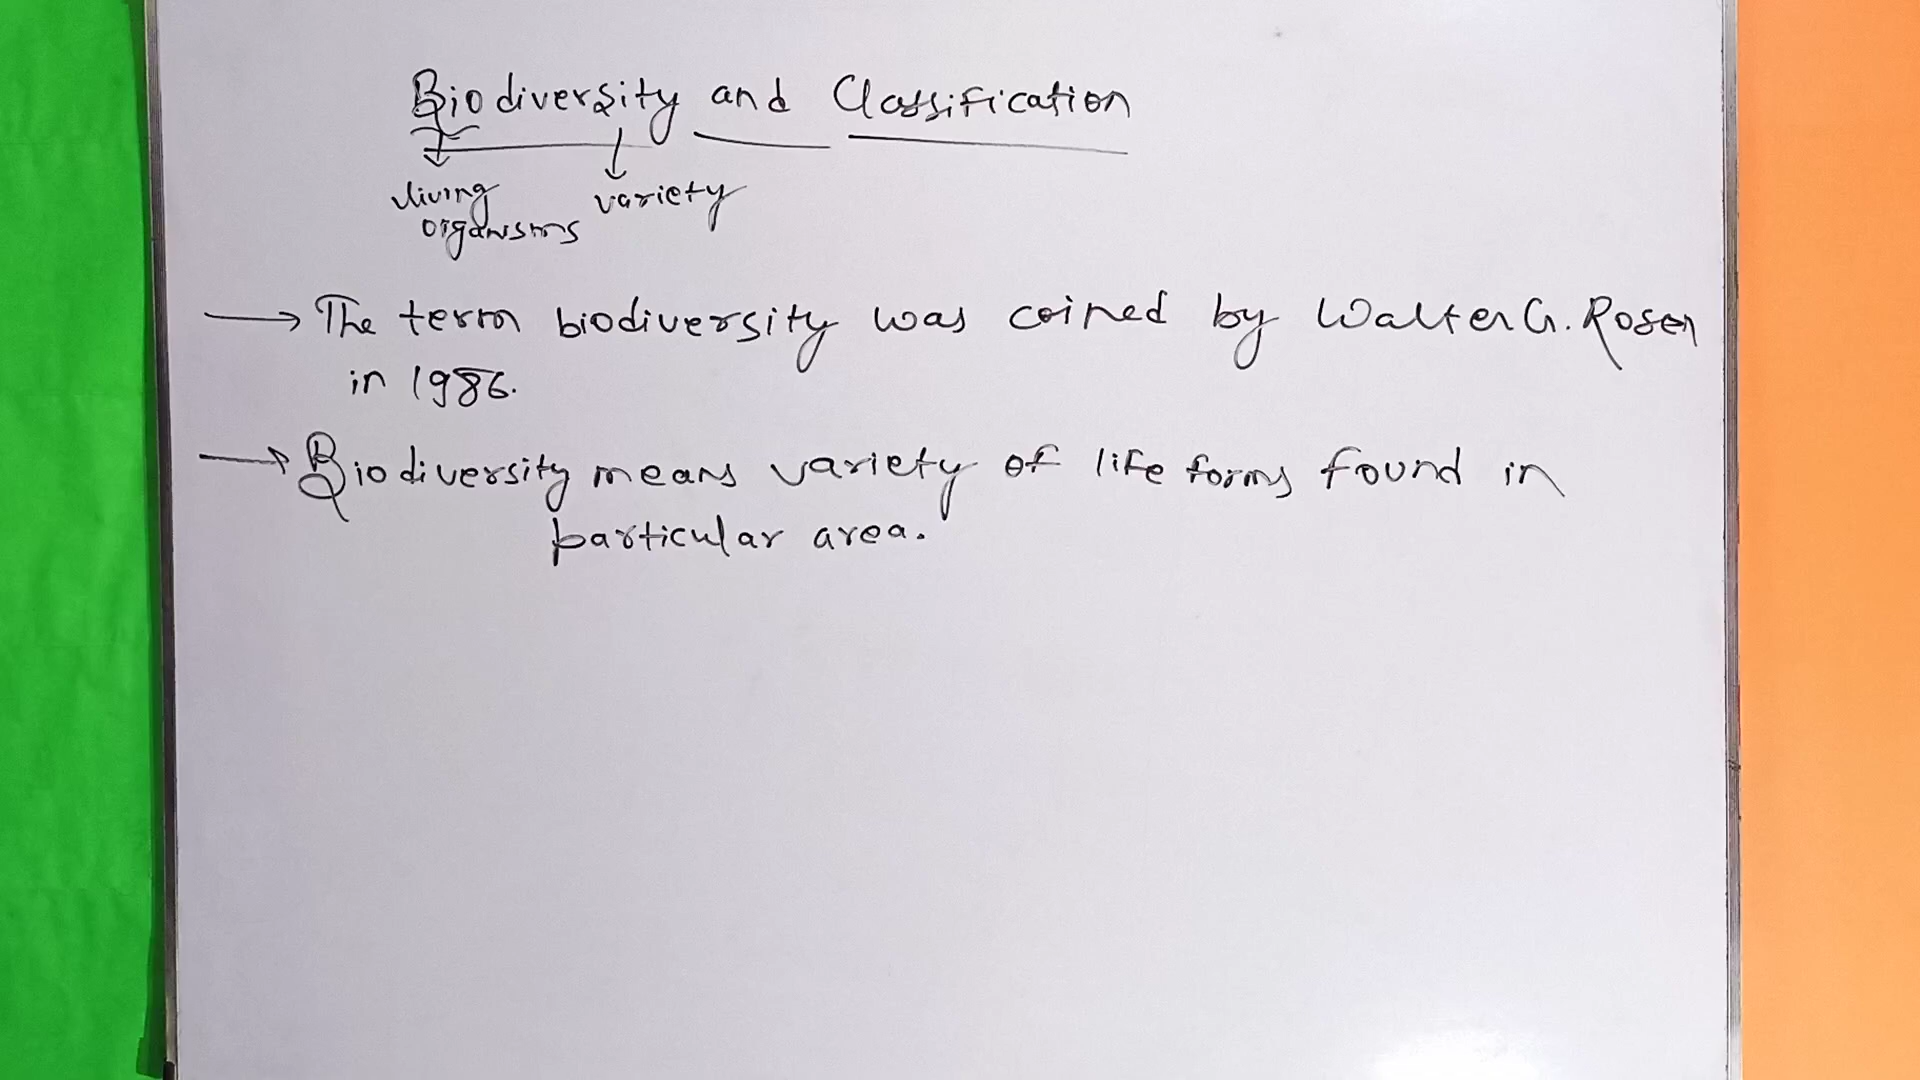 Biodiversity and Classification
living variety
organisms
→ The term biodiversity was coined by Walter G. Rosen
in 1986.
→ Biodiversity means variety of life forms found in
particular area.